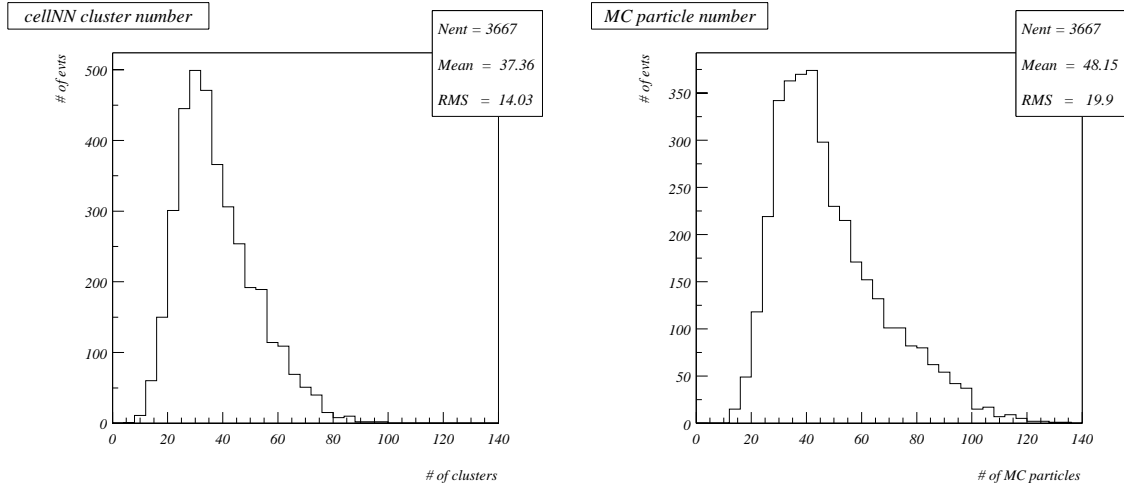 cellNN cluster number
Nent = 3667
Mean = 37.36
RMS = 14.03
# of evts
500
400
300
200
100
0
0 20 40 60 80 100 120 140
# of clusters
MC particle number
Nent = 3667
Mean = 48.15
RMS = 19.9
# of evts
350
300
250
200
150
100
50
0
0 20 40 60 80 100 120 140
# of MC particles